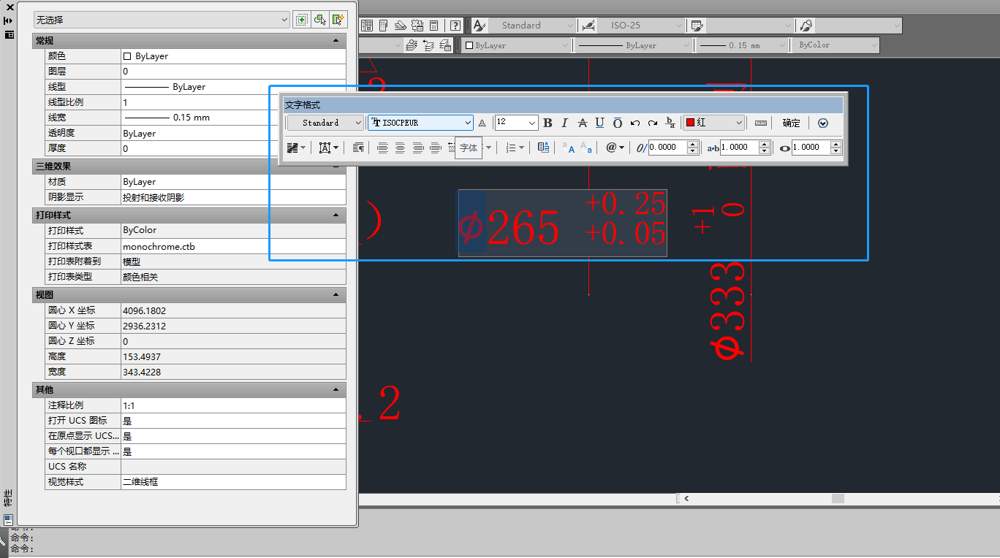 无选择
常规
颜色 ByLayer
图层 0
线型 ByLayer
线型比例 1
线宽 0.15 mm
透明度 ByLayer
厚度 0
三维效果
材质 ByLayer
阴影显示 投射和接收阴影
打印样式
打印样式 ByColor
打印样式表 monochrome.ctb
打印表附着到 模型
打印表类型 颜色相关
视图
圆心 X 坐标 4096.1802
圆心 Y 坐标 2936.2312
圆心 Z 坐标 0
高度 153.4937
宽度 343.4228
其他
注释比例 1:1
打开 UCS 图标 是
在原点显示 UCS... 是
每个视口都显示 ... 是
UCS 名称
视觉样式 二维线框
特性
命令:
命令:
命令:
Standard ISO-25
ByLayer ByLayer 0.15 mm ByColor
文字格式
Standard ISOCPEUR 12 B I A U O 红 确定
字体 @ 0/ 0.0000 a•b 1.0000 1.0000
)
⌀265 +0.25
+0.05
⌀333 +1
0
.2